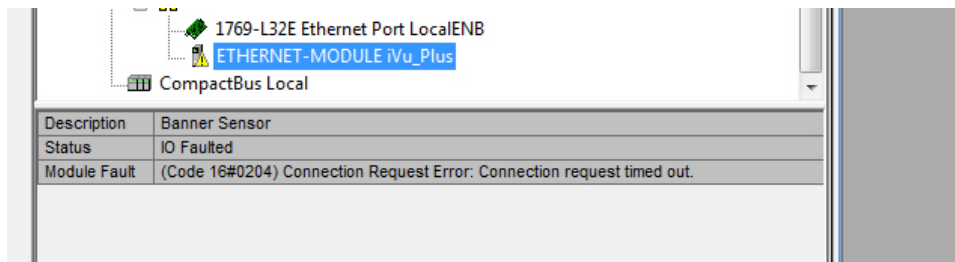 1769-L32E Ethernet Port LocalENB
ETHERNET-MODULE iVu_Plus
CompactBus Local
Description Banner Sensor
Status IO Faulted
Module Fault (Code 16#0204) Connection Request Error: Connection request timed out.